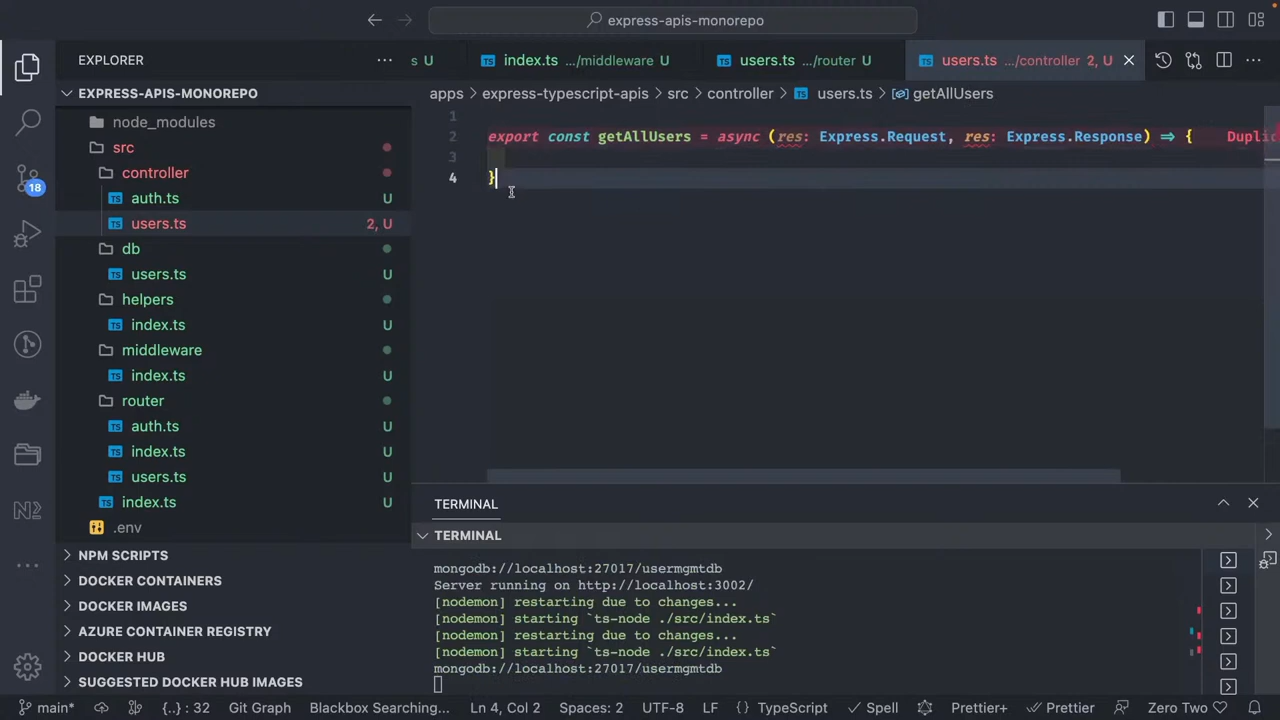 express-apis-monorepo
EXPLORER
s U
index.ts .../middleware U
users.ts .../router U
users.ts .../controller 2, U
EXPRESS-APIS-MONOREPO
apps > express-typescript-apis > src > controller > users.ts > getAllUsers
node_modules
src
controller
auth.ts U
users.ts 2, U
db
users.ts U
helpers
index.ts U
middleware
index.ts U
router
auth.ts U
index.ts U
users.ts U
index.ts U
.env
NPM SCRIPTS
DOCKER CONTAINERS
DOCKER IMAGES
AZURE CONTAINER REGISTRY
DOCKER HUB
SUGGESTED DOCKER HUB IMAGES
18
1
2 export const getAllUsers = async (res: Express.Request, res: Express.Response) => { Duplic
3
4 }
TERMINAL
TERMINAL
mongodb://localhost:27017/usermgmtdb
Server running on http://localhost:3002/
[nodemon] restarting due to changes...
[nodemon] starting `ts-node ./src/index.ts`
[nodemon] restarting due to changes...
[nodemon] starting `ts-node ./src/index.ts`
mongodb://localhost:27017/usermgmtdb
main* {..} : 32 Git Graph Blackbox Searching... Ln 4, Col 2 Spaces: 2 UTF-8 LF {} TypeScript Spell Prettier+ Prettier Zero Two